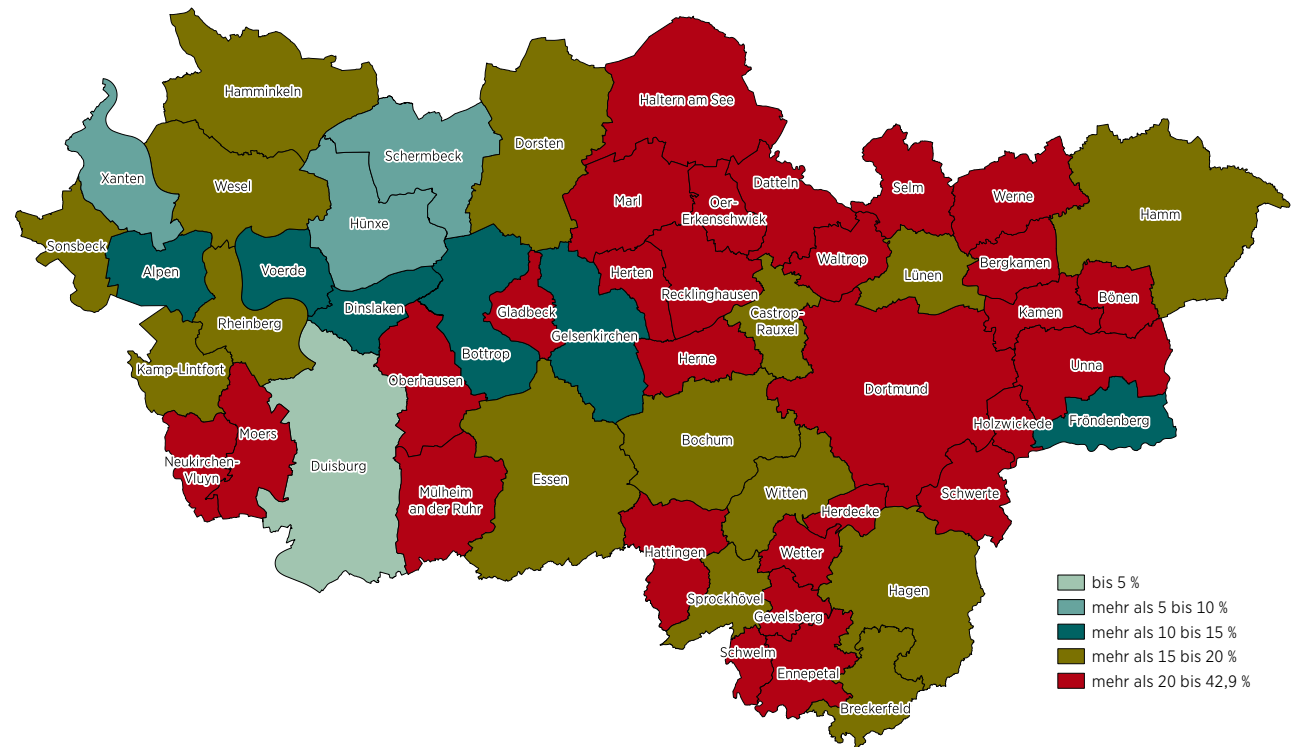 Hamminkeln
Haltern am See
Dorsten
Schermbeck
Xanten
Wesel
Datteln
Selm
Werne
Marl
Oer-
Erkenschwick
Hamm
Hünxe
Sonsbeck
Alpen
Voerde
Herten
Waltrop
Lünen
Bergkamen
Recklinghausen
Bönen
Dinslaken
Gladbeck
Kamen
Castrop-
Rauxel
Rheinberg
Gelsenkirchen
Bottrop
Herne
Unna
Kamp-Lintfort
Oberhausen
Dortmund
Holzwickede
Fröndenberg
Moers
Bochum
Neukirchen-
Vluyn
Duisburg
Essen
Mülheim
an der Ruhr
Witten
Schwerte
Herdecke
Hattingen
Wetter
Hagen
Sprockhövel
Gevelsberg
Schwelm
Ennepetal
Breckerfeld
bis 5 %
mehr als 5 bis 10 %
mehr als 10 bis 15 %
mehr als 15 bis 20 %
mehr als 20 bis 42,9 %